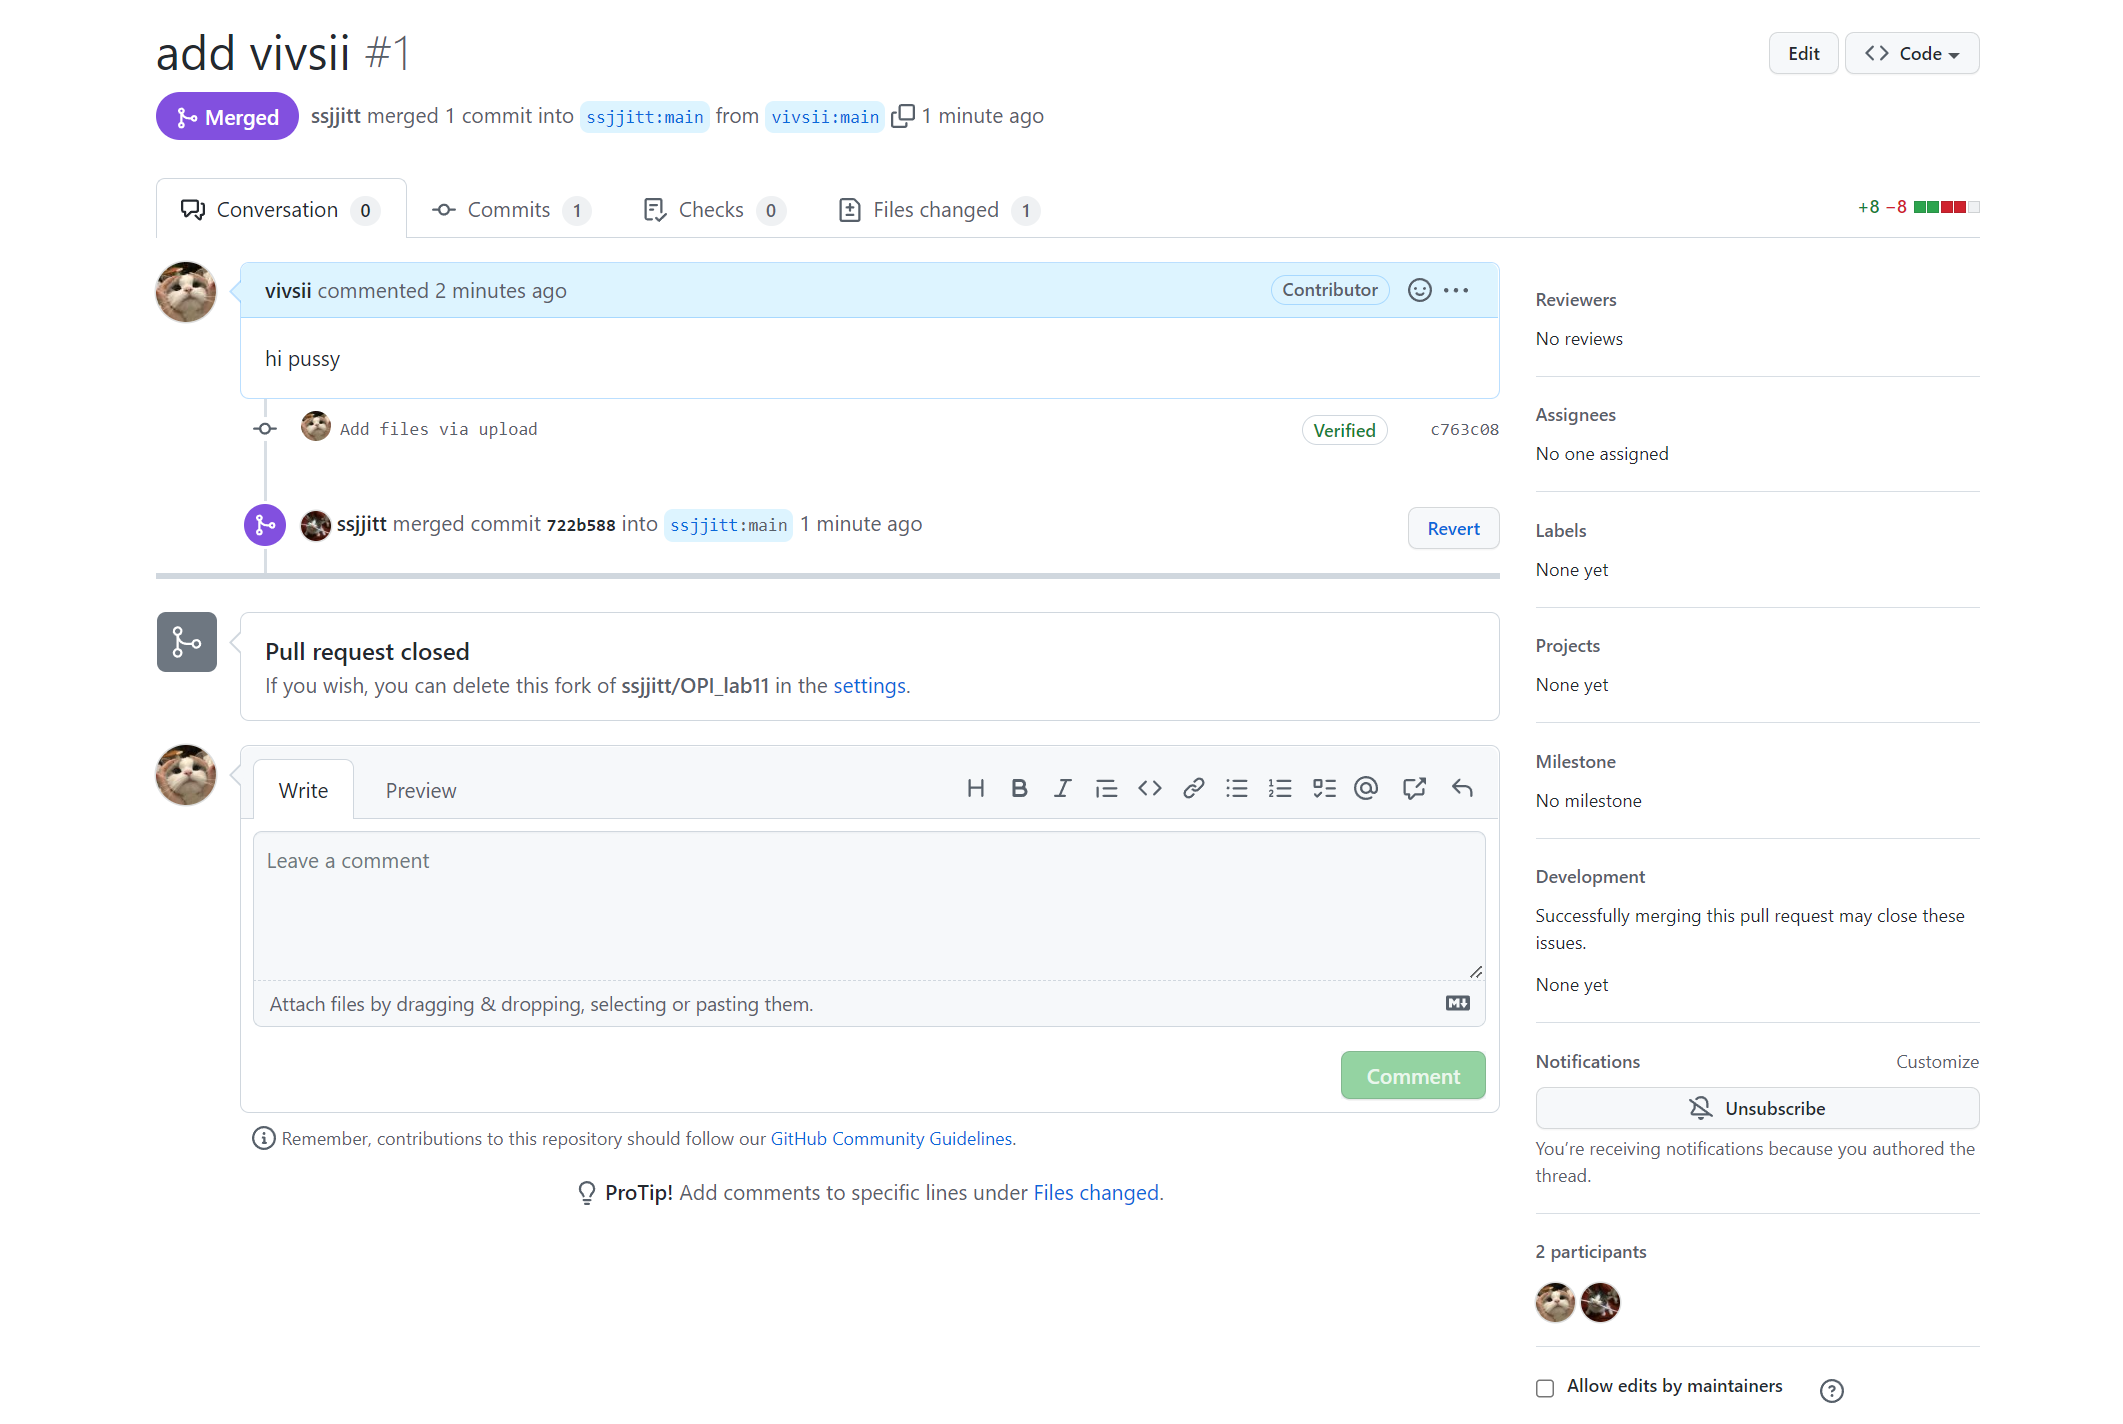 add vivsii #1
Edit
Code
Merged
ssjjitt merged 1 commit into ssjjitt:main from vivsii:main 1 minute ago
Conversation 0
Commits 1
Checks 0
Files changed 1
+8 −8
vivsii commented 2 minutes ago
Contributor
hi pussy
Add files via upload
Verified
c763c08
ssjjitt merged commit 722b588 into ssjjitt:main 1 minute ago
Revert
Pull request closed
If you wish, you can delete this fork of ssjjitt/OPI_lab11 in the settings.
Write
Preview
Leave a comment
Attach files by dragging & dropping, selecting or pasting them.
Comment
Remember, contributions to this repository should follow our GitHub Community Guidelines.
ProTip! Add comments to specific lines under Files changed.
Reviewers
No reviews
Assignees
No one assigned
Labels
None yet
Projects
None yet
Milestone
No milestone
Development
Successfully merging this pull request may close these
issues.
None yet
Notifications
Customize
Unsubscribe
You’re receiving notifications because you authored the
thread.
2 participants
Allow edits by maintainers